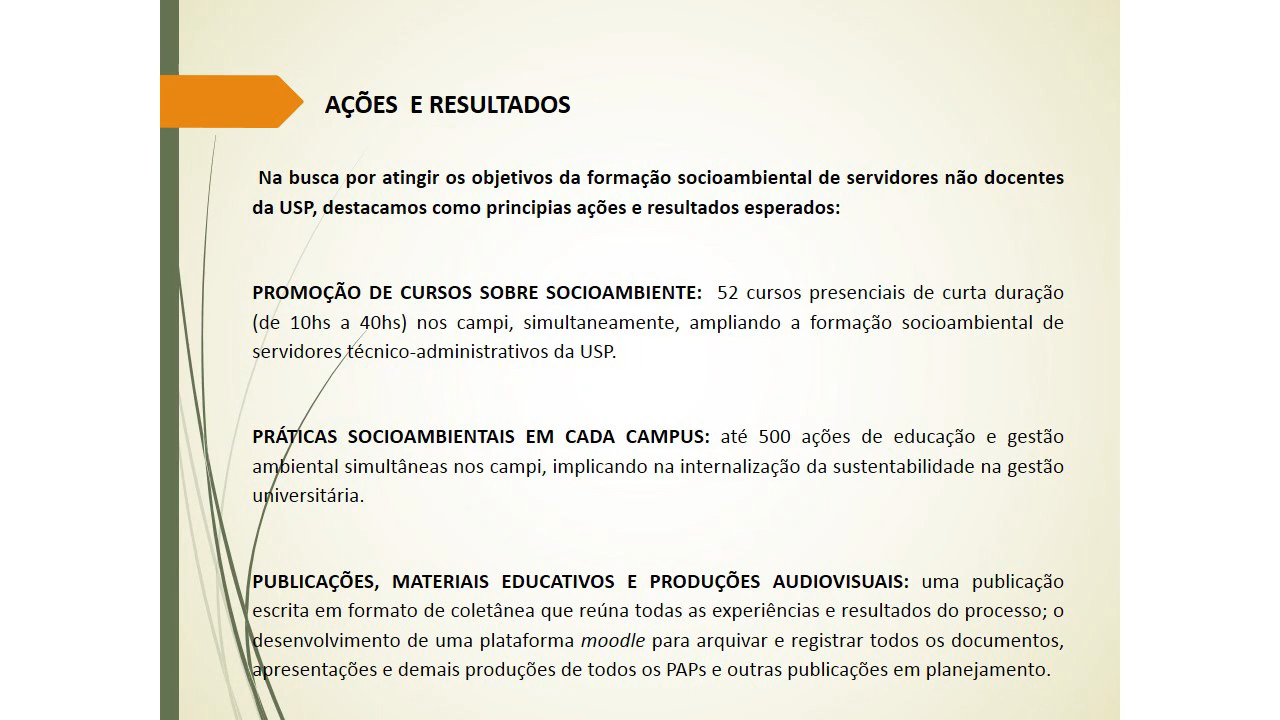 AÇÕES  E RESULTADOS
Na busca por atingir os objetivos da formação socioambiental de servidores não docentes
da USP, destacamos como principias ações e resultados esperados:
PROMOÇÃO DE CURSOS SOBRE SOCIOAMBIENTE:  52 cursos presenciais de curta duração
(de 10hs a 40hs) nos campi, simultaneamente, ampliando a formação socioambiental de
servidores técnico-administrativos da USP.
PRÁTICAS SOCIOAMBIENTAIS EM CADA CAMPUS: até 500 ações de educação e gestão
ambiental simultâneas nos campi, implicando na internalização da sustentabilidade na gestão
universitária.
PUBLICAÇÕES, MATERIAIS EDUCATIVOS E PRODUÇÕES AUDIOVISUAIS: uma publicação
escrita em formato de coletânea que reúna todas as experiências e resultados do processo; o
desenvolvimento de uma plataforma moodle para arquivar e registrar todos os documentos,
apresentações e demais produções de todos os PAPs e outras publicações em planejamento.